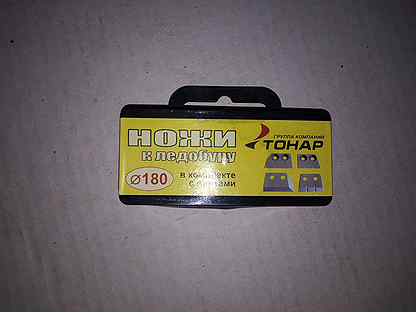 НОЖИ
к ледобуру
⌀180
в комплекте
с винтами
ГРУППА КОМПАНИЙ
ТОНАР